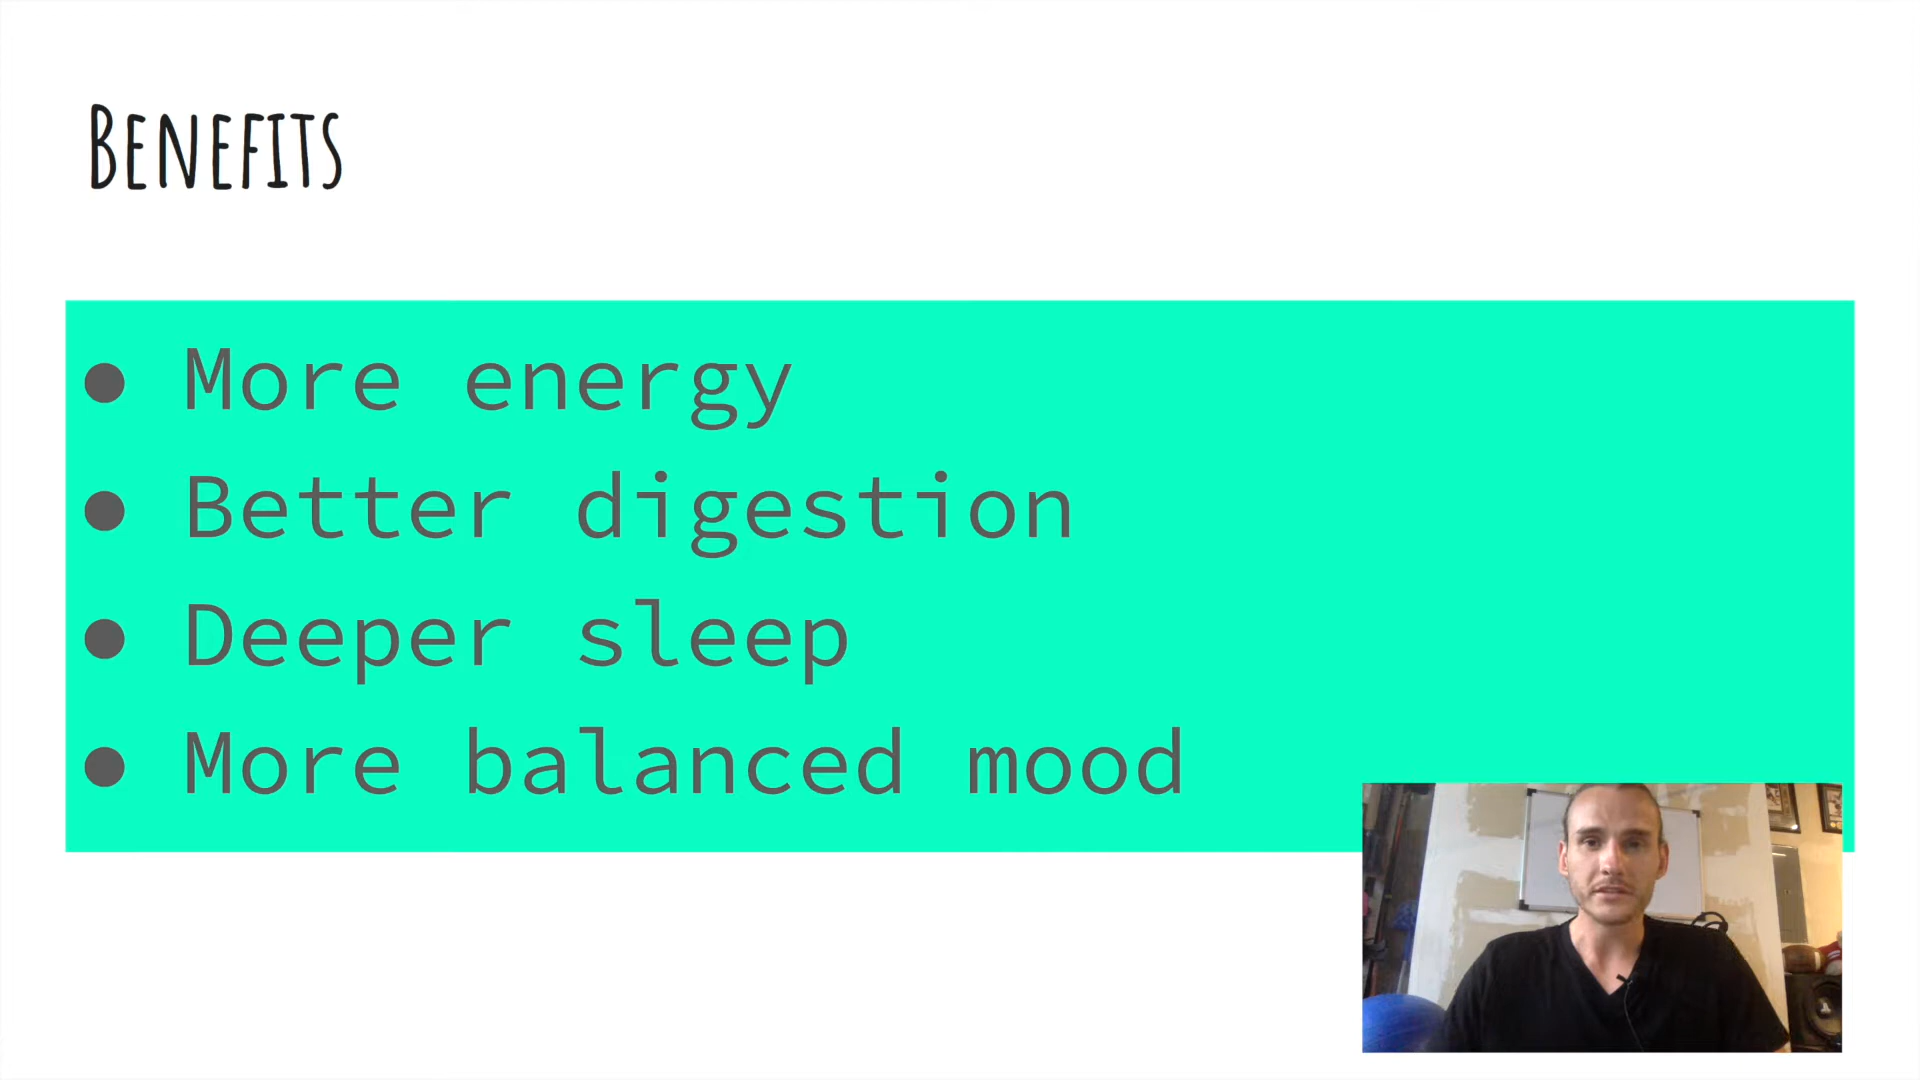 Benefits
● More energy
● Better digestion
● Deeper sleep
● More balanced mood